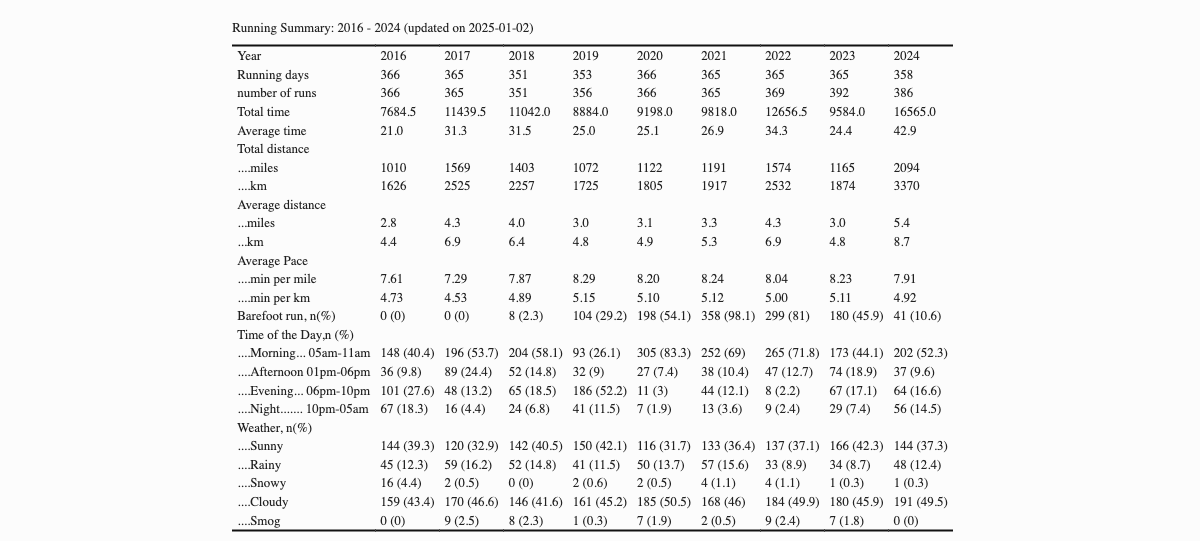 Running Summary: 2016 - 2024 (updated on 2025-01-02)
Year 2016 2017 2018 2019 2020 2021 2022 2023 2024
Running days 366 365 351 353 366 365 365 365 358
number of runs 366 365 351 356 366 365 369 392 386
Total time 7684.5 11439.5 11042.0 8884.0 9198.0 9818.0 12656.5 9584.0 16565.0
Average time 21.0 31.3 31.5 25.0 25.1 26.9 34.3 24.4 42.9
Total distance
....miles 1010 1569 1403 1072 1122 1191 1574 1165 2094
....km 1626 2525 2257 1725 1805 1917 2532 1874 3370
Average distance
...miles 2.8 4.3 4.0 3.0 3.1 3.3 4.3 3.0 5.4
...km 4.4 6.9 6.4 4.8 4.9 5.3 6.9 4.8 8.7
Average Pace
....min per mile 7.61 7.29 7.87 8.29 8.20 8.24 8.04 8.23 7.91
....min per km 4.73 4.53 4.89 5.15 5.10 5.12 5.00 5.11 4.92
Barefoot run, n(%) 0 (0) 0 (0) 8 (2.3) 104 (29.2) 198 (54.1) 358 (98.1) 299 (81) 180 (45.9) 41 (10.6)
Time of the Day,n (%)
....Morning... 05am-11am 148 (40.4) 196 (53.7) 204 (58.1) 93 (26.1) 305 (83.3) 252 (69) 265 (71.8) 173 (44.1) 202 (52.3)
....Afternoon 01pm-06pm 36 (9.8) 89 (24.4) 52 (14.8) 32 (9) 27 (7.4) 38 (10.4) 47 (12.7) 74 (18.9) 37 (9.6)
....Evening... 06pm-10pm 101 (27.6) 48 (13.2) 65 (18.5) 186 (52.2) 11 (3) 44 (12.1) 8 (2.2) 67 (17.1) 64 (16.6)
....Night....... 10pm-05am 67 (18.3) 16 (4.4) 24 (6.8) 41 (11.5) 7 (1.9) 13 (3.6) 9 (2.4) 29 (7.4) 56 (14.5)
Weather, n(%)
....Sunny 144 (39.3) 120 (32.9) 142 (40.5) 150 (42.1) 116 (31.7) 133 (36.4) 137 (37.1) 166 (42.3) 144 (37.3)
....Rainy 45 (12.3) 59 (16.2) 52 (14.8) 41 (11.5) 50 (13.7) 57 (15.6) 33 (8.9) 34 (8.7) 48 (12.4)
....Snowy 16 (4.4) 2 (0.5) 0 (0) 2 (0.6) 2 (0.5) 4 (1.1) 4 (1.1) 1 (0.3) 1 (0.3)
....Cloudy 159 (43.4) 170 (46.6) 146 (41.6) 161 (45.2) 185 (50.5) 168 (46) 184 (49.9) 180 (45.9) 191 (49.5)
....Smog 0 (0) 9 (2.5) 8 (2.3) 1 (0.3) 7 (1.9) 2 (0.5) 9 (2.4) 7 (1.8) 0 (0)